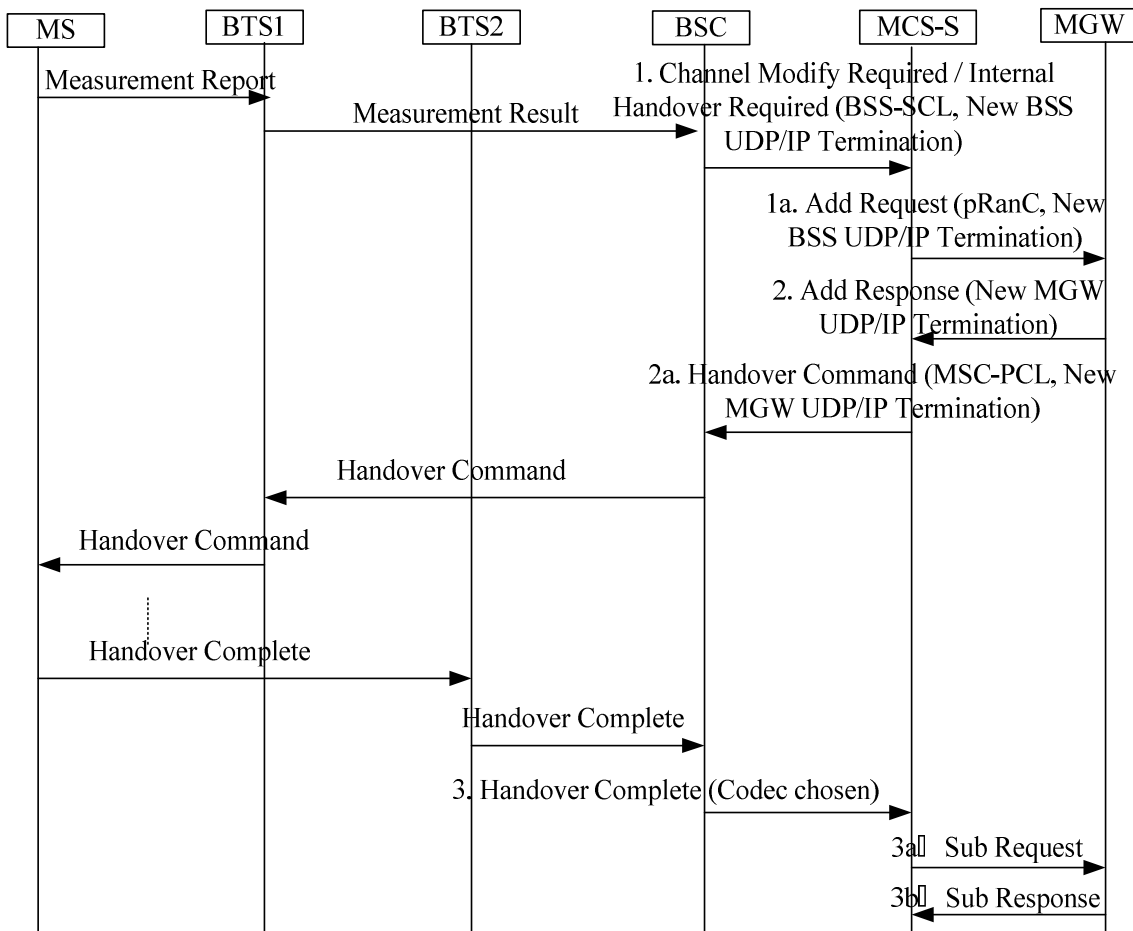 MS
BTS1
BTS2
BSC
MCS-S
MGW
Measurement Report
Measurement Result
1. Channel Modify Required / Internal
Handover Required (BSS-SCL, New BSS
UDP/IP Termination)
1a. Add Request (pRanC, New
BSS UDP/IP Termination)
2. Add Response (New MGW
UDP/IP Termination)
2a. Handover Command (MSC-PCL, New
MGW UDP/IP Termination)
Handover Command
Handover Command
Handover Complete
Handover Complete
3. Handover Complete (Codec chosen)
3a▯ Sub Request
3b▯ Sub Response